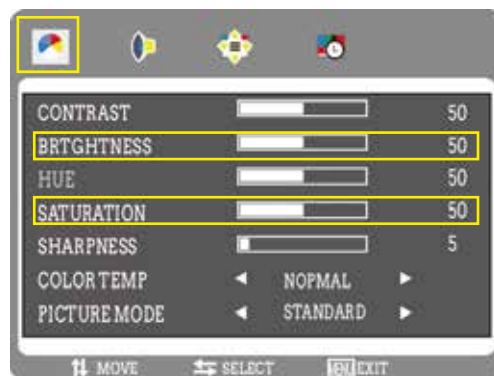 CONTRAST 50
BRTGHTNESS 50
HUE 50
SATURATION 50
SHARPNESS 5
COLOR TEMP NOPMAL
PICTURE MODE STANDARD
MOVE SELECT MENU EXIT